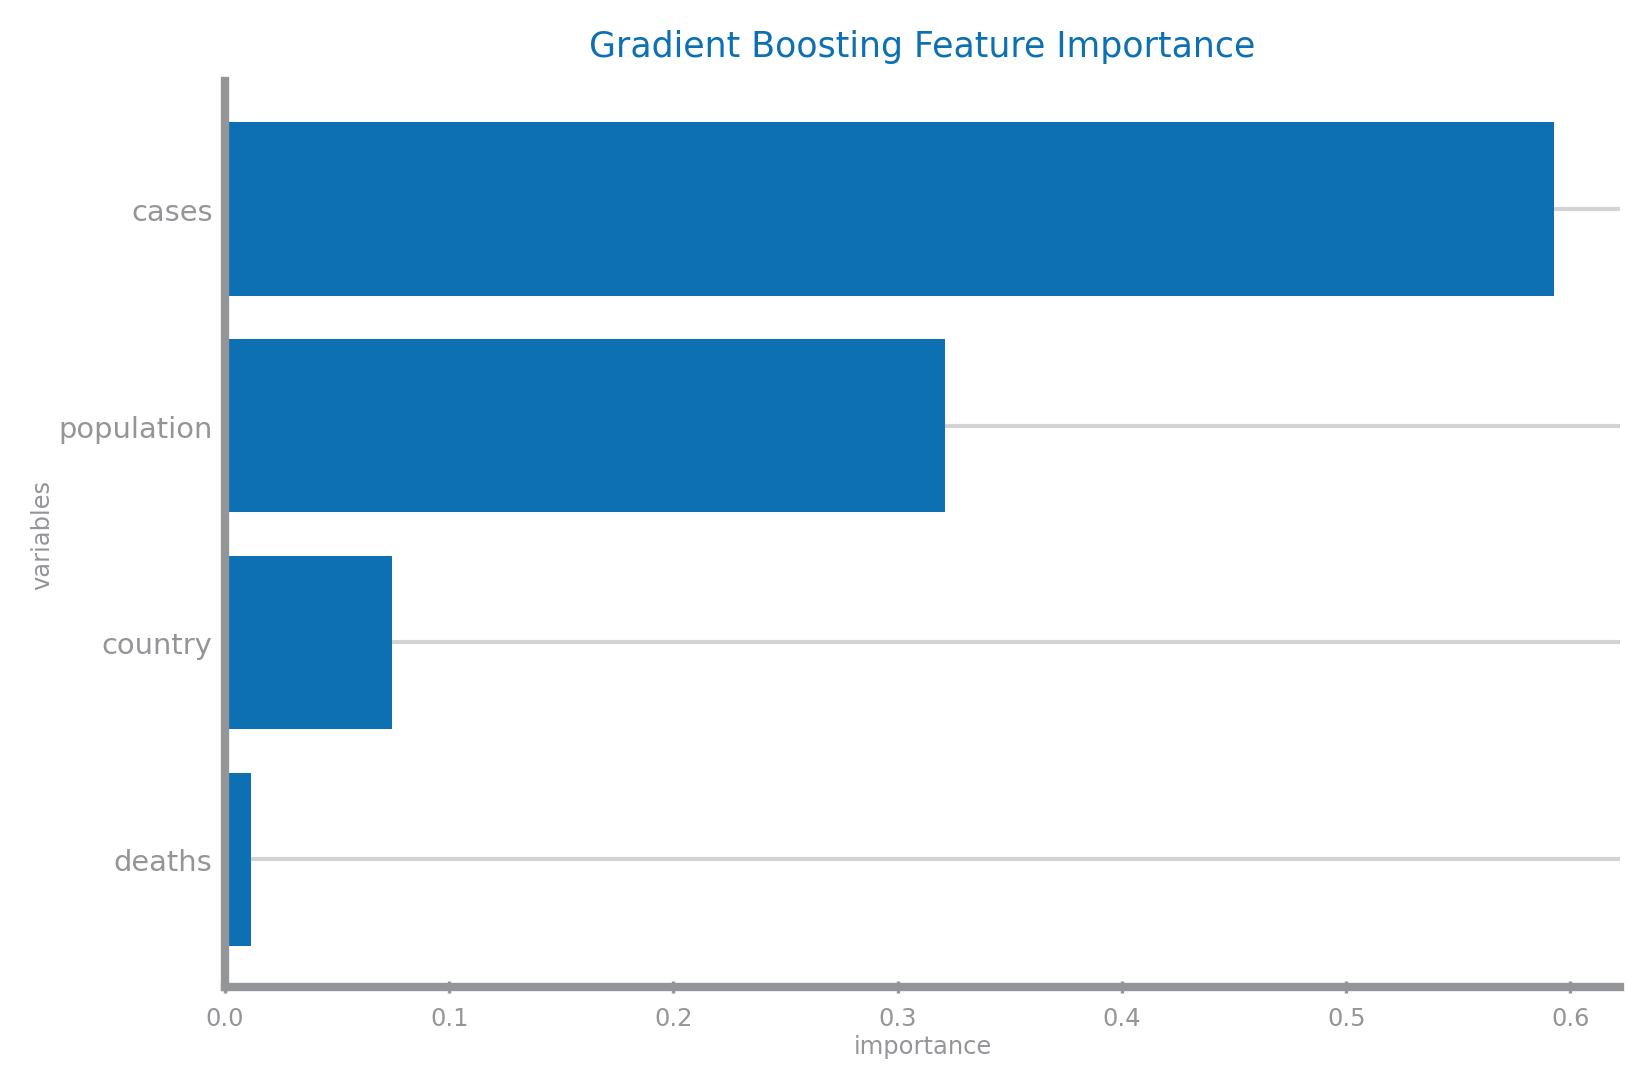 Gradient Boosting Feature Importance
cases
population
country
deaths
variables
0.0 0.1 0.2 0.3 0.4 0.5 0.6
importance